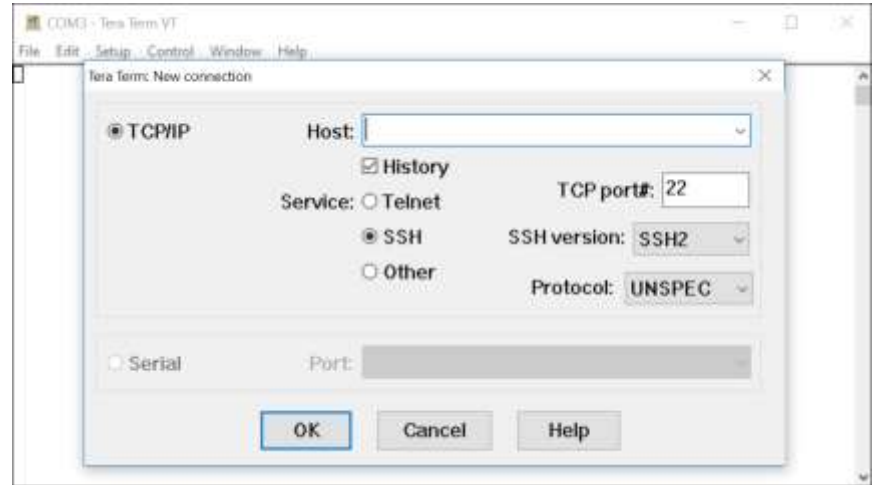 COM3 - Tera Term VT
File Edit Setup Control Window Help
Tera Term: New connection
TCP/IP Host:
History
Service: Telnet TCP port#: 22
SSH SSH version: SSH2
Other Protocol: UNSPEC
Serial Port:
OK Cancel Help